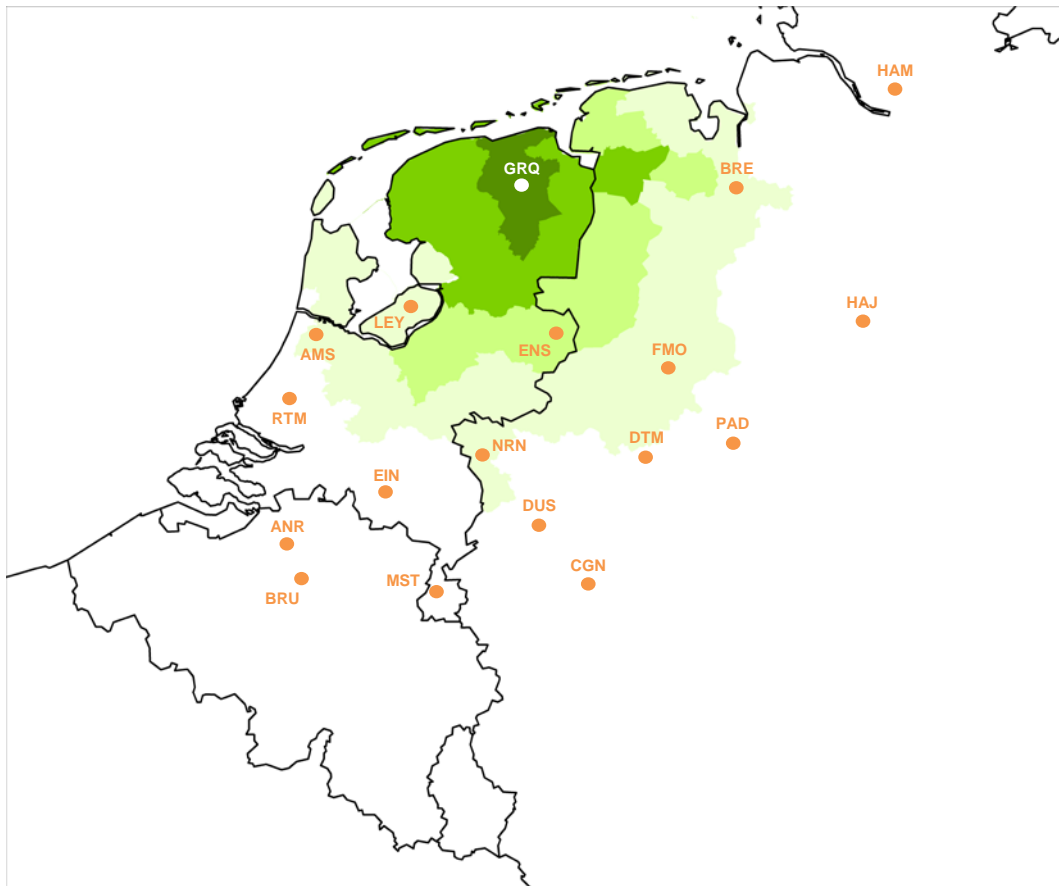 HAM
GRQ
BRE
HAJ
LEY
AMS
ENS
FMO
RTM
PAD
DTM
NRN
EIN
DUS
ANR
CGN
MST
BRU